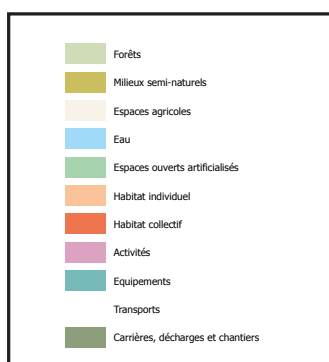 Forêts
Milieux semi-naturels
Espaces agricoles
Eau
Espaces ouverts artificialisés
Habitat individuel
Habitat collectif
Activités
Equipements
Transports
Carrières, décharges et chantiers